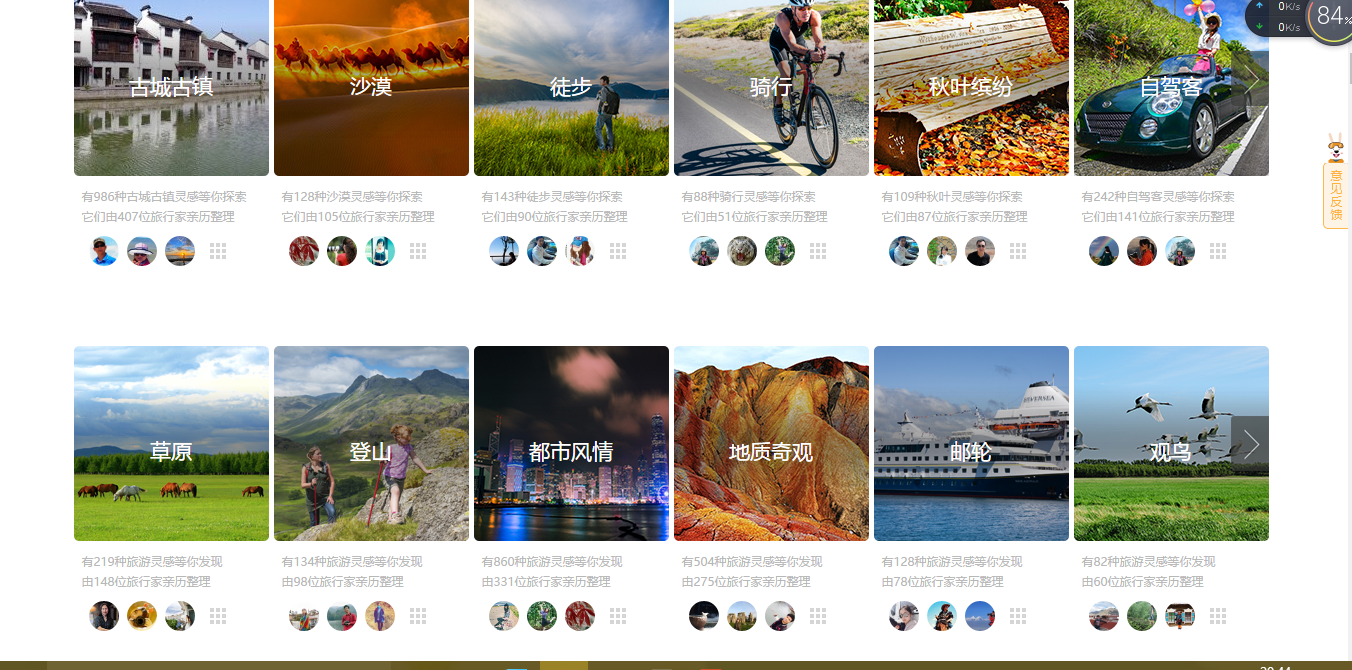 0K/s
0K/s
84%
古城古镇
沙漠
徒步
骑行
秋叶缤纷
自驾客
有986种古城古镇灵感等你探索
它们由407位旅行家亲历整理
有128种沙漠灵感等你探索
它们由105位旅行家亲历整理
有143种徒步灵感等你探索
它们由90位旅行家亲历整理
有88种骑行灵感等你探索
它们由51位旅行家亲历整理
有109种秋叶灵感等你探索
它们由87位旅行家亲历整理
有242种自驾客灵感等你探索
它们由141位旅行家亲历整理
意见反馈
草原
登山
都市风情
地质奇观
邮轮
观鸟
有219种旅游灵感等你发现
由148位旅行家亲历整理
有134种旅游灵感等你发现
由98位旅行家亲历整理
有860种旅游灵感等你发现
由331位旅行家亲历整理
有504种旅游灵感等你发现
由275位旅行家亲历整理
有128种旅游灵感等你发现
由78位旅行家亲历整理
有82种旅游灵感等你发现
由60位旅行家亲历整理